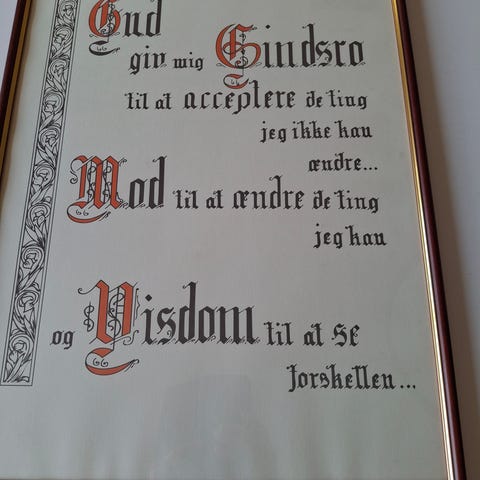 Gud
giv mig Sindsro
til at acceptere de ting
jeg ikke kan
ændre...
Mod til at ændre de ting
jeg kan
og Visdom til at se
forskellen...